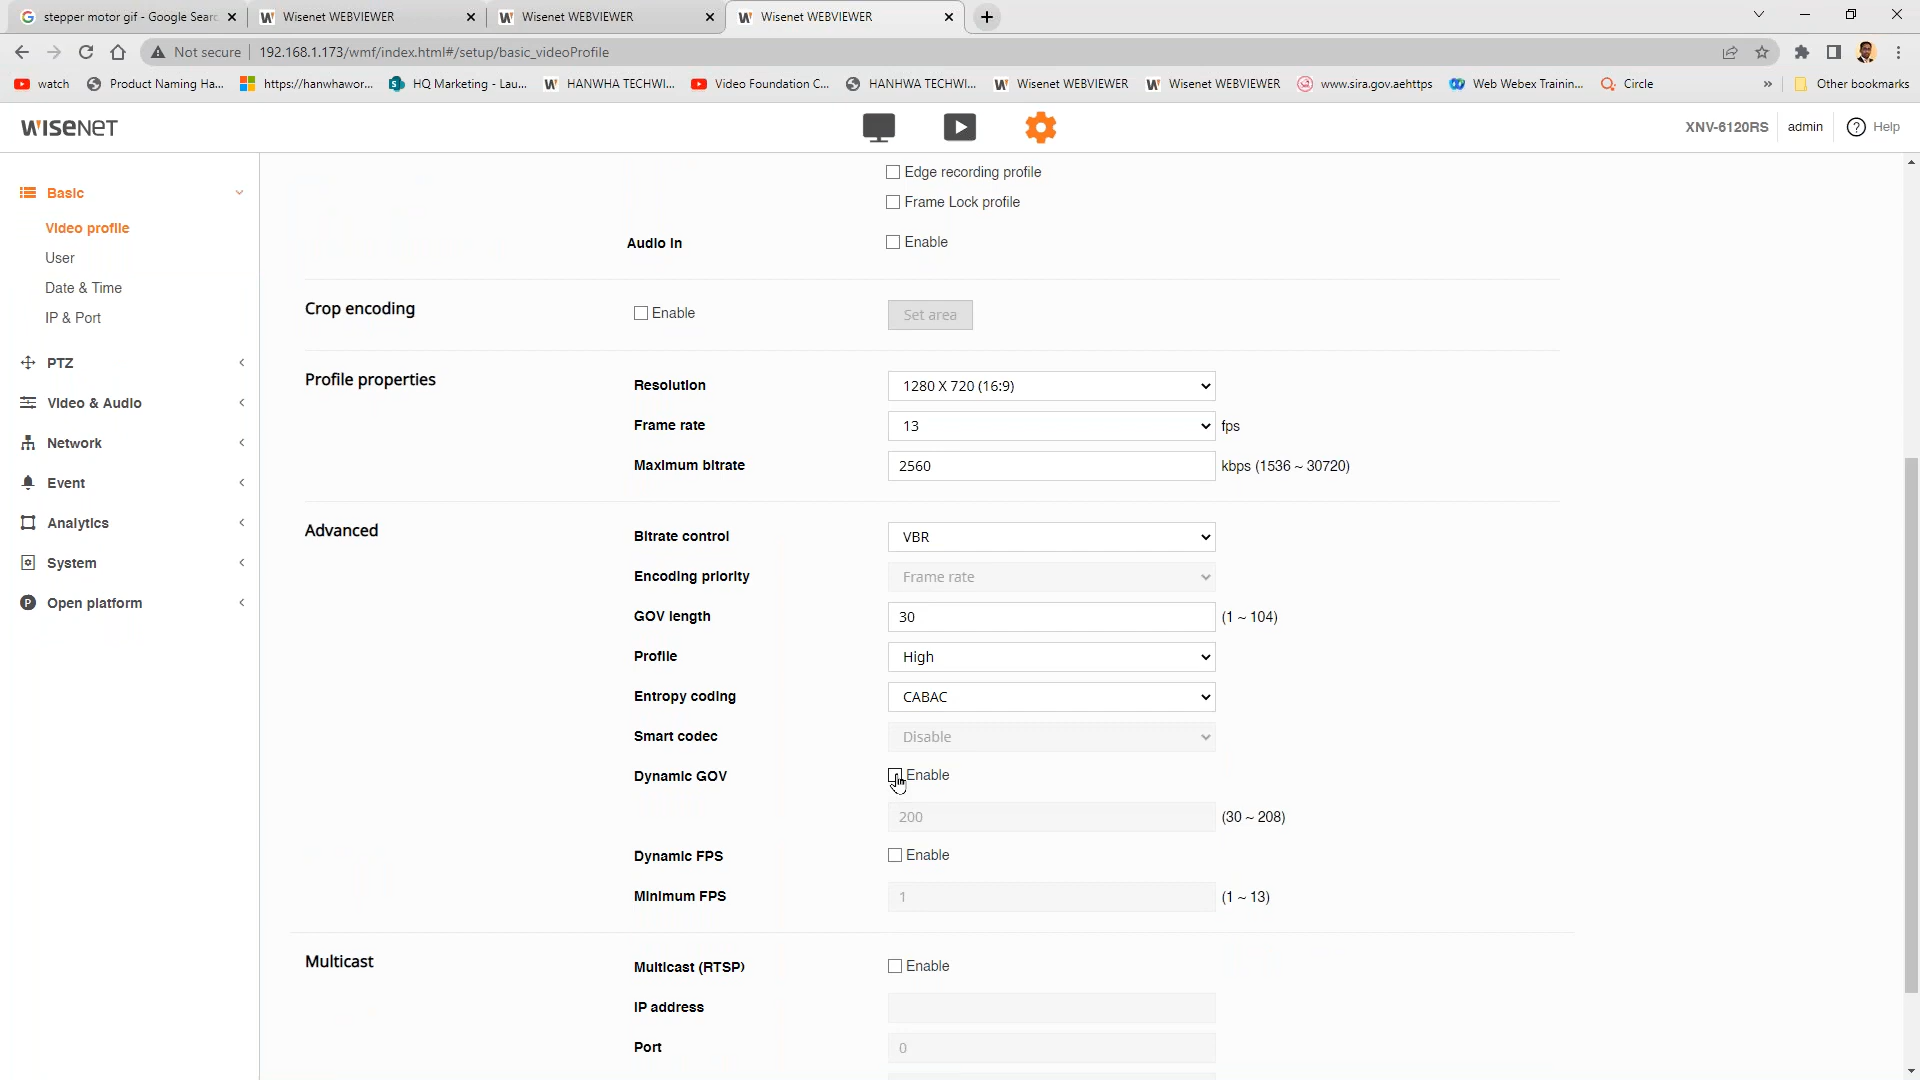 stepper motor gif - Google Searc
Wisenet WEBVIEWER
Wisenet WEBVIEWER
Wisenet WEBVIEWER
Not secure
192.168.1.173/wmf/index.html#/setup/basic_videoProfile
watch
Product Naming Ha...
https://hanwhawor...
HQ Marketing - Lau...
HANWHA TECHWI...
Video Foundation C...
HANHWA TECHWI...
Wisenet WEBVIEWER
Wisenet WEBVIEWER
www.sira.gov.aehttps
Web Webex Trainin...
Circle
»
Other bookmarks
WISENET
XNV-6120RS
admin
? Help
Basic
Video profile
User
Date & Time
IP & Port
PTZ
Video & Audio
Network
Event
Analytics
System
P Open platform
Edge recording profile
Frame Lock profile
Audio in
Enable
Crop encoding
Enable
Set area
Profile properties
Resolution
1280 X 720 (16:9)
Frame rate
13
fps
Maximum bitrate
2560
kbps (1536 ~ 30720)
Advanced
Bitrate control
VBR
Encoding priority
Frame rate
GOV length
30
(1 ~ 104)
Profile
High
Entropy coding
CABAC
Smart codec
Disable
Dynamic GOV
Enable
200
(30 ~ 208)
Dynamic FPS
Enable
Minimum FPS
1
(1 ~ 13)
Multicast
Multicast (RTSP)
Enable
IP address
Port
0